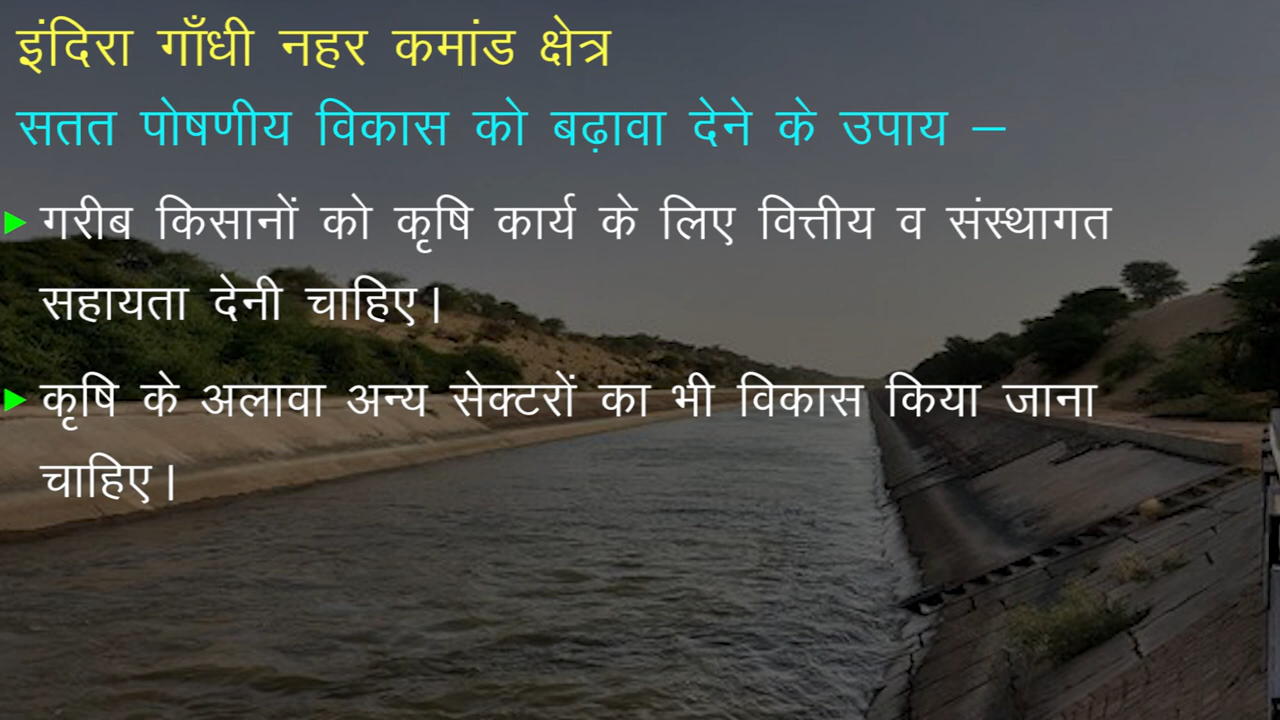 इंदिरा गाँधी नहर कमांड क्षेत्र
सतत पोषणीय विकास को बढ़ावा देने के उपाय –
गरीब किसानों को कृषि कार्य के लिए वित्तीय व संस्थागत
सहायता देनी चाहिए।
कृषि के अलावा अन्य सेक्टरों का भी विकास किया जाना
चाहिए।